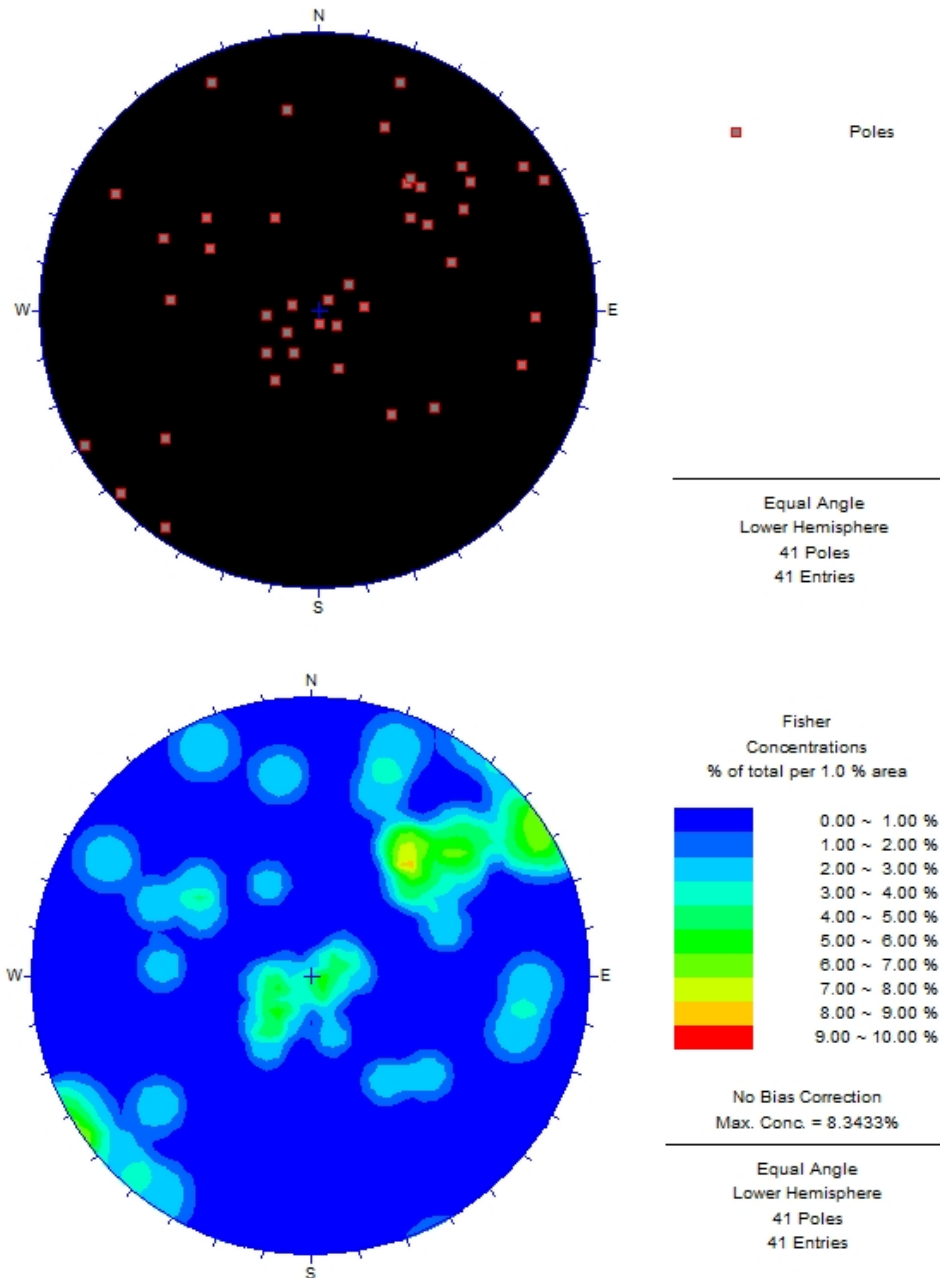 N
Poles
W
E
S
Equal Angle
Lower Hemisphere
41 Poles
41 Entries
N
W
E
S
Fisher
Concentrations
% of total per 1.0 % area
0.00 ~ 1.00 %
1.00 ~ 2.00 %
2.00 ~ 3.00 %
3.00 ~ 4.00 %
4.00 ~ 5.00 %
5.00 ~ 6.00 %
6.00 ~ 7.00 %
7.00 ~ 8.00 %
8.00 ~ 9.00 %
9.00 ~ 10.00 %
No Bias Correction
Max. Conc. = 8.3433%
Equal Angle
Lower Hemisphere
41 Poles
41 Entries